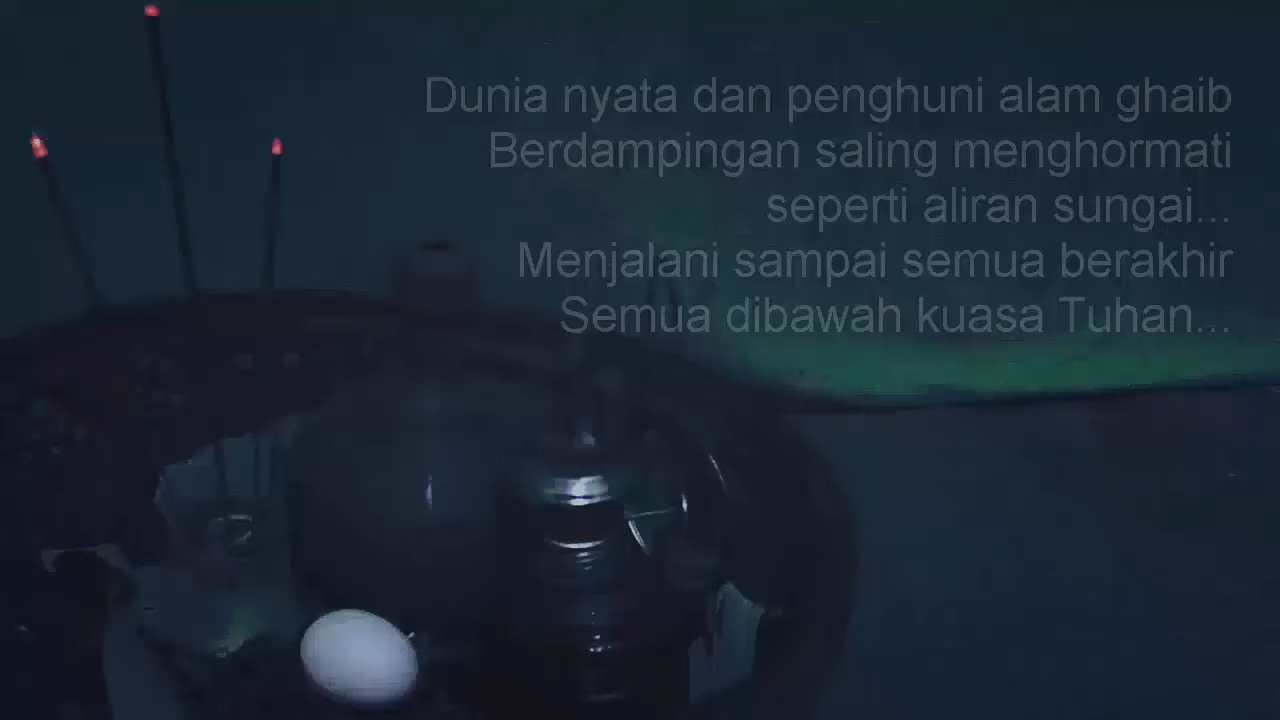 Dunia nyata dan penghuni alam ghaib
Berdampingan saling menghormati
seperti aliran sungai...
Menjalani sampai semua berakhir
Semua dibawah kuasa Tuhan...